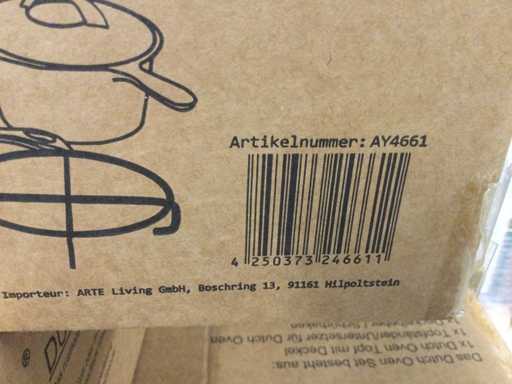 Artikelnummer: AY4661
4 250373 246611
Importeur: ARTE Living GmbH, Boschring 13, 91161 Hilpoltstein
Das Dutch Oven Set besteht aus:
1x Dutch Oven Topf mit Deckel
1x Topfständer/Untersetzer für Dutch Oven